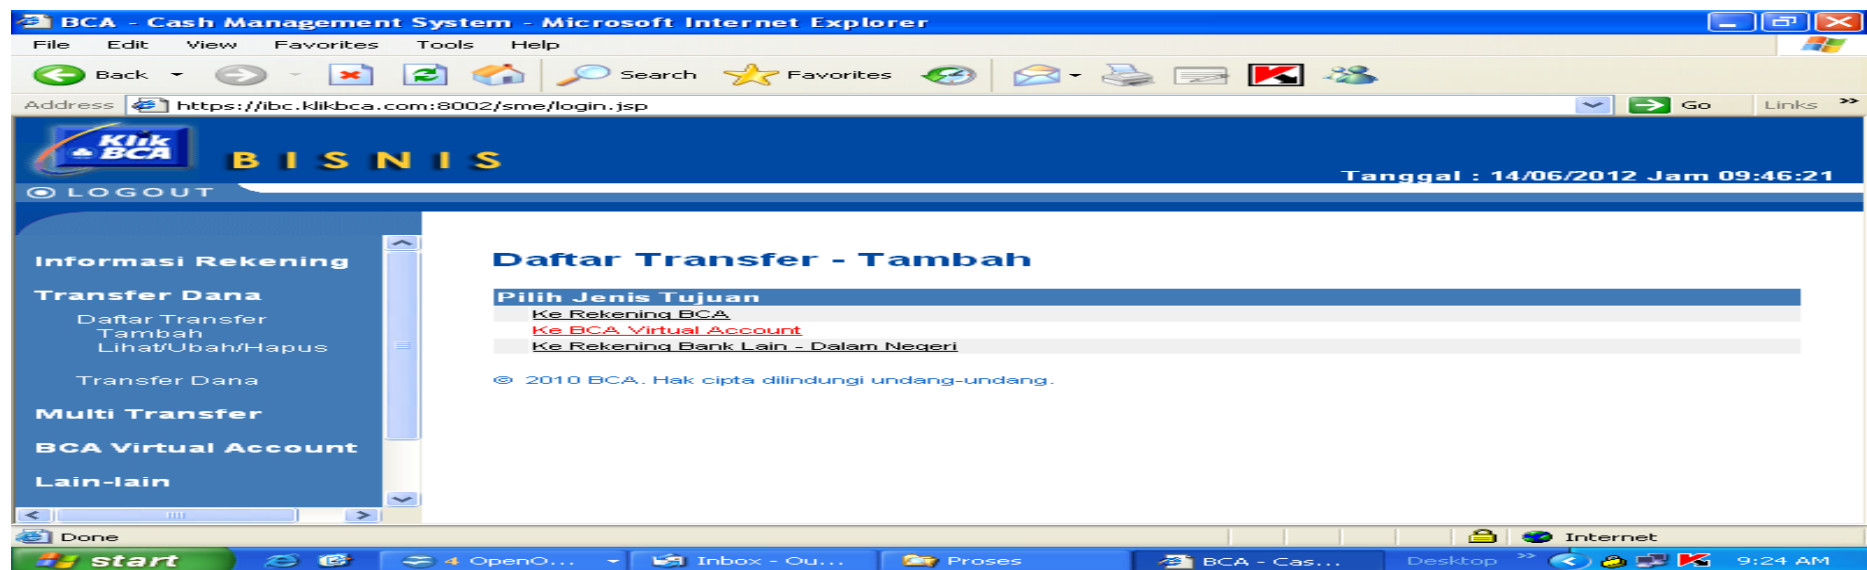 BCA - Cash Management System - Microsoft Internet Explorer
File Edit View Favorites Tools Help
Back Search Favorites
Address https://ibc.klikbca.com:8002/sme/login.jsp Go Links »
Klik
BCA
BISNIS
Tanggal : 14/06/2012 Jam 09:46:21
LOGOUT
Informasi Rekening
Transfer Dana
Daftar Transfer
Tambah
Lihat/Ubah/Hapus
Transfer Dana
Multi Transfer
BCA Virtual Account
Lain-lain
Daftar Transfer - Tambah
Pilih Jenis Tujuan
Ke Rekening BCA
Ke BCA Virtual Account
Ke Rekening Bank Lain - Dalam Negeri
© 2010 BCA. Hak cipta dilindungi undang-undang.
Done Internet
start 4 OpenO... Inbox - Ou... Proses BCA - Cas... Desktop » 9:24 AM